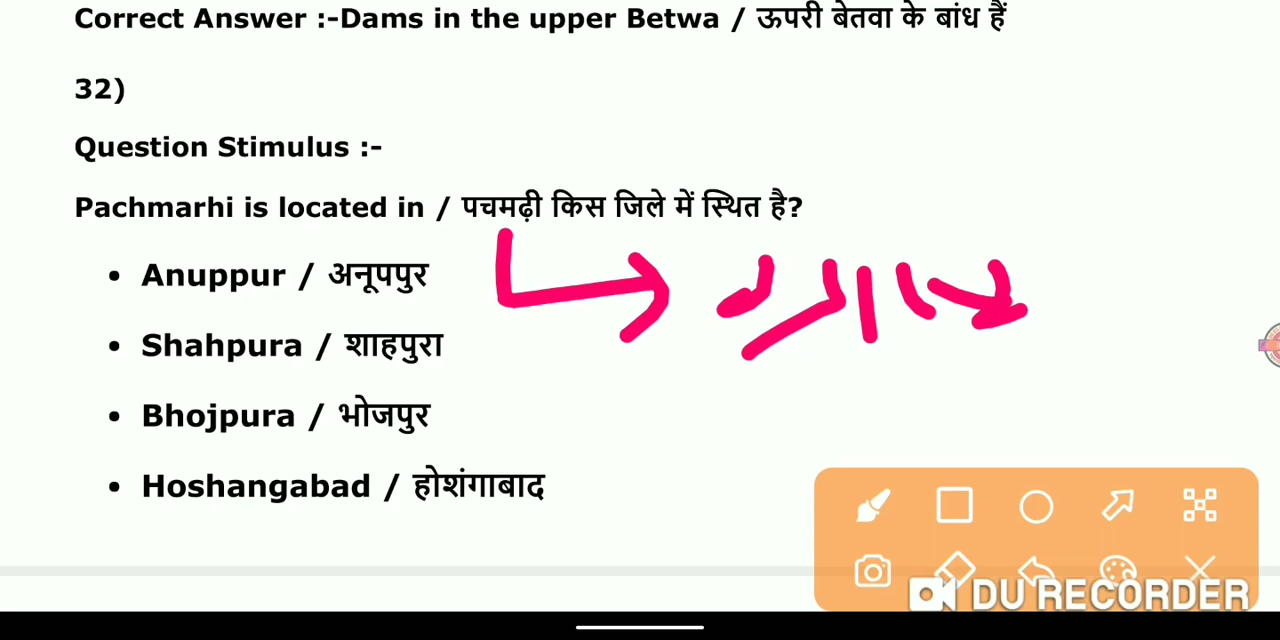 Correct Answer :-Dams in the upper Betwa / ऊपरी बेतवा के बांध हैं
32)
Question Stimulus :-
Pachmarhi is located in / पचमढ़ी किस जिले में स्थित है?
• Anuppur / अनूपपुर
• Shahpura / शाहपुरा
• Bhojpura / भोजपुर
• Hoshangabad / होशंगाबाद
DU RECORDER